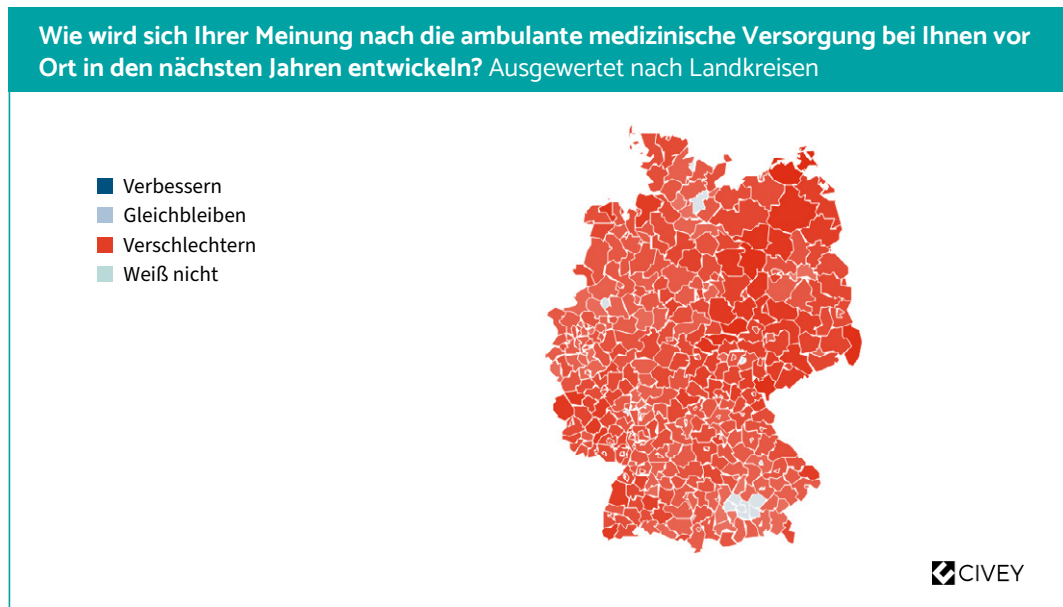 Wie wird sich Ihrer Meinung nach die ambulante medizinische Versorgung bei Ihnen vor
Ort in den nächsten Jahren entwickeln? Ausgewertet nach Landkreisen
Verbessern
Gleichbleiben
Verschlechtern
Weiß nicht
CIVEY